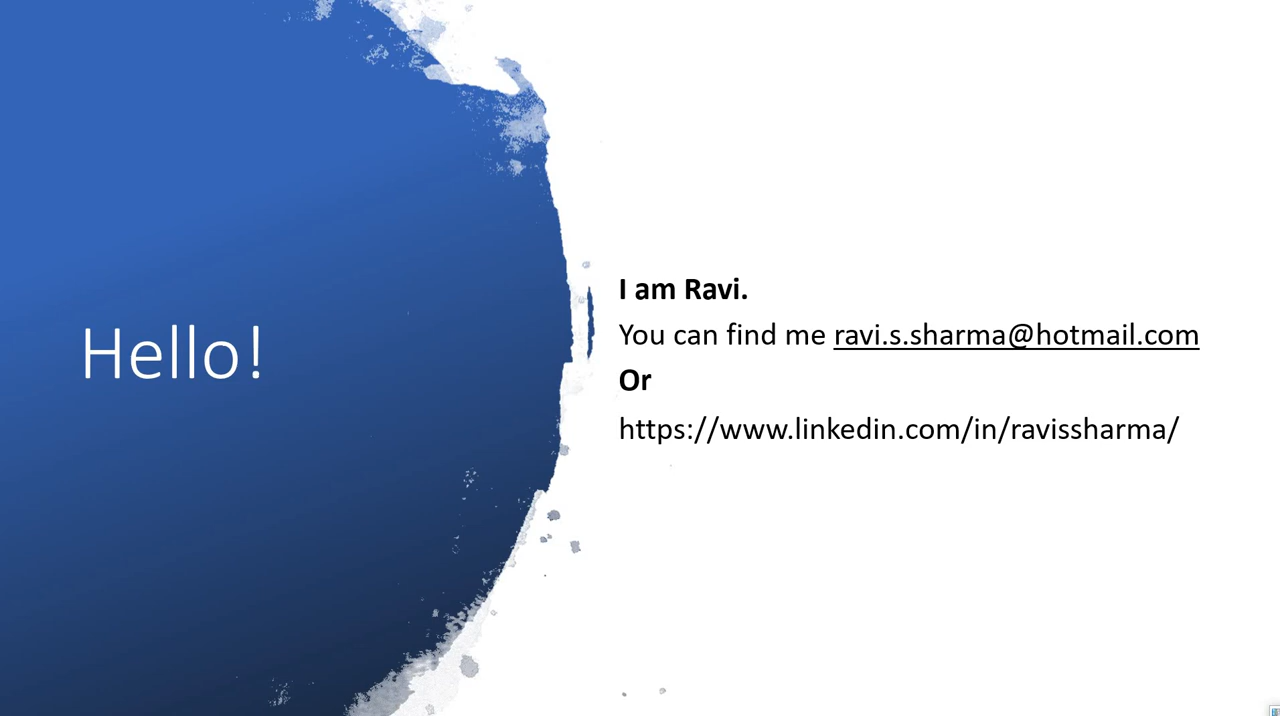 Hello!
I am Ravi.
You can find me ravi.s.sharma@hotmail.com
Or
https://www.linkedin.com/in/ravissharma/